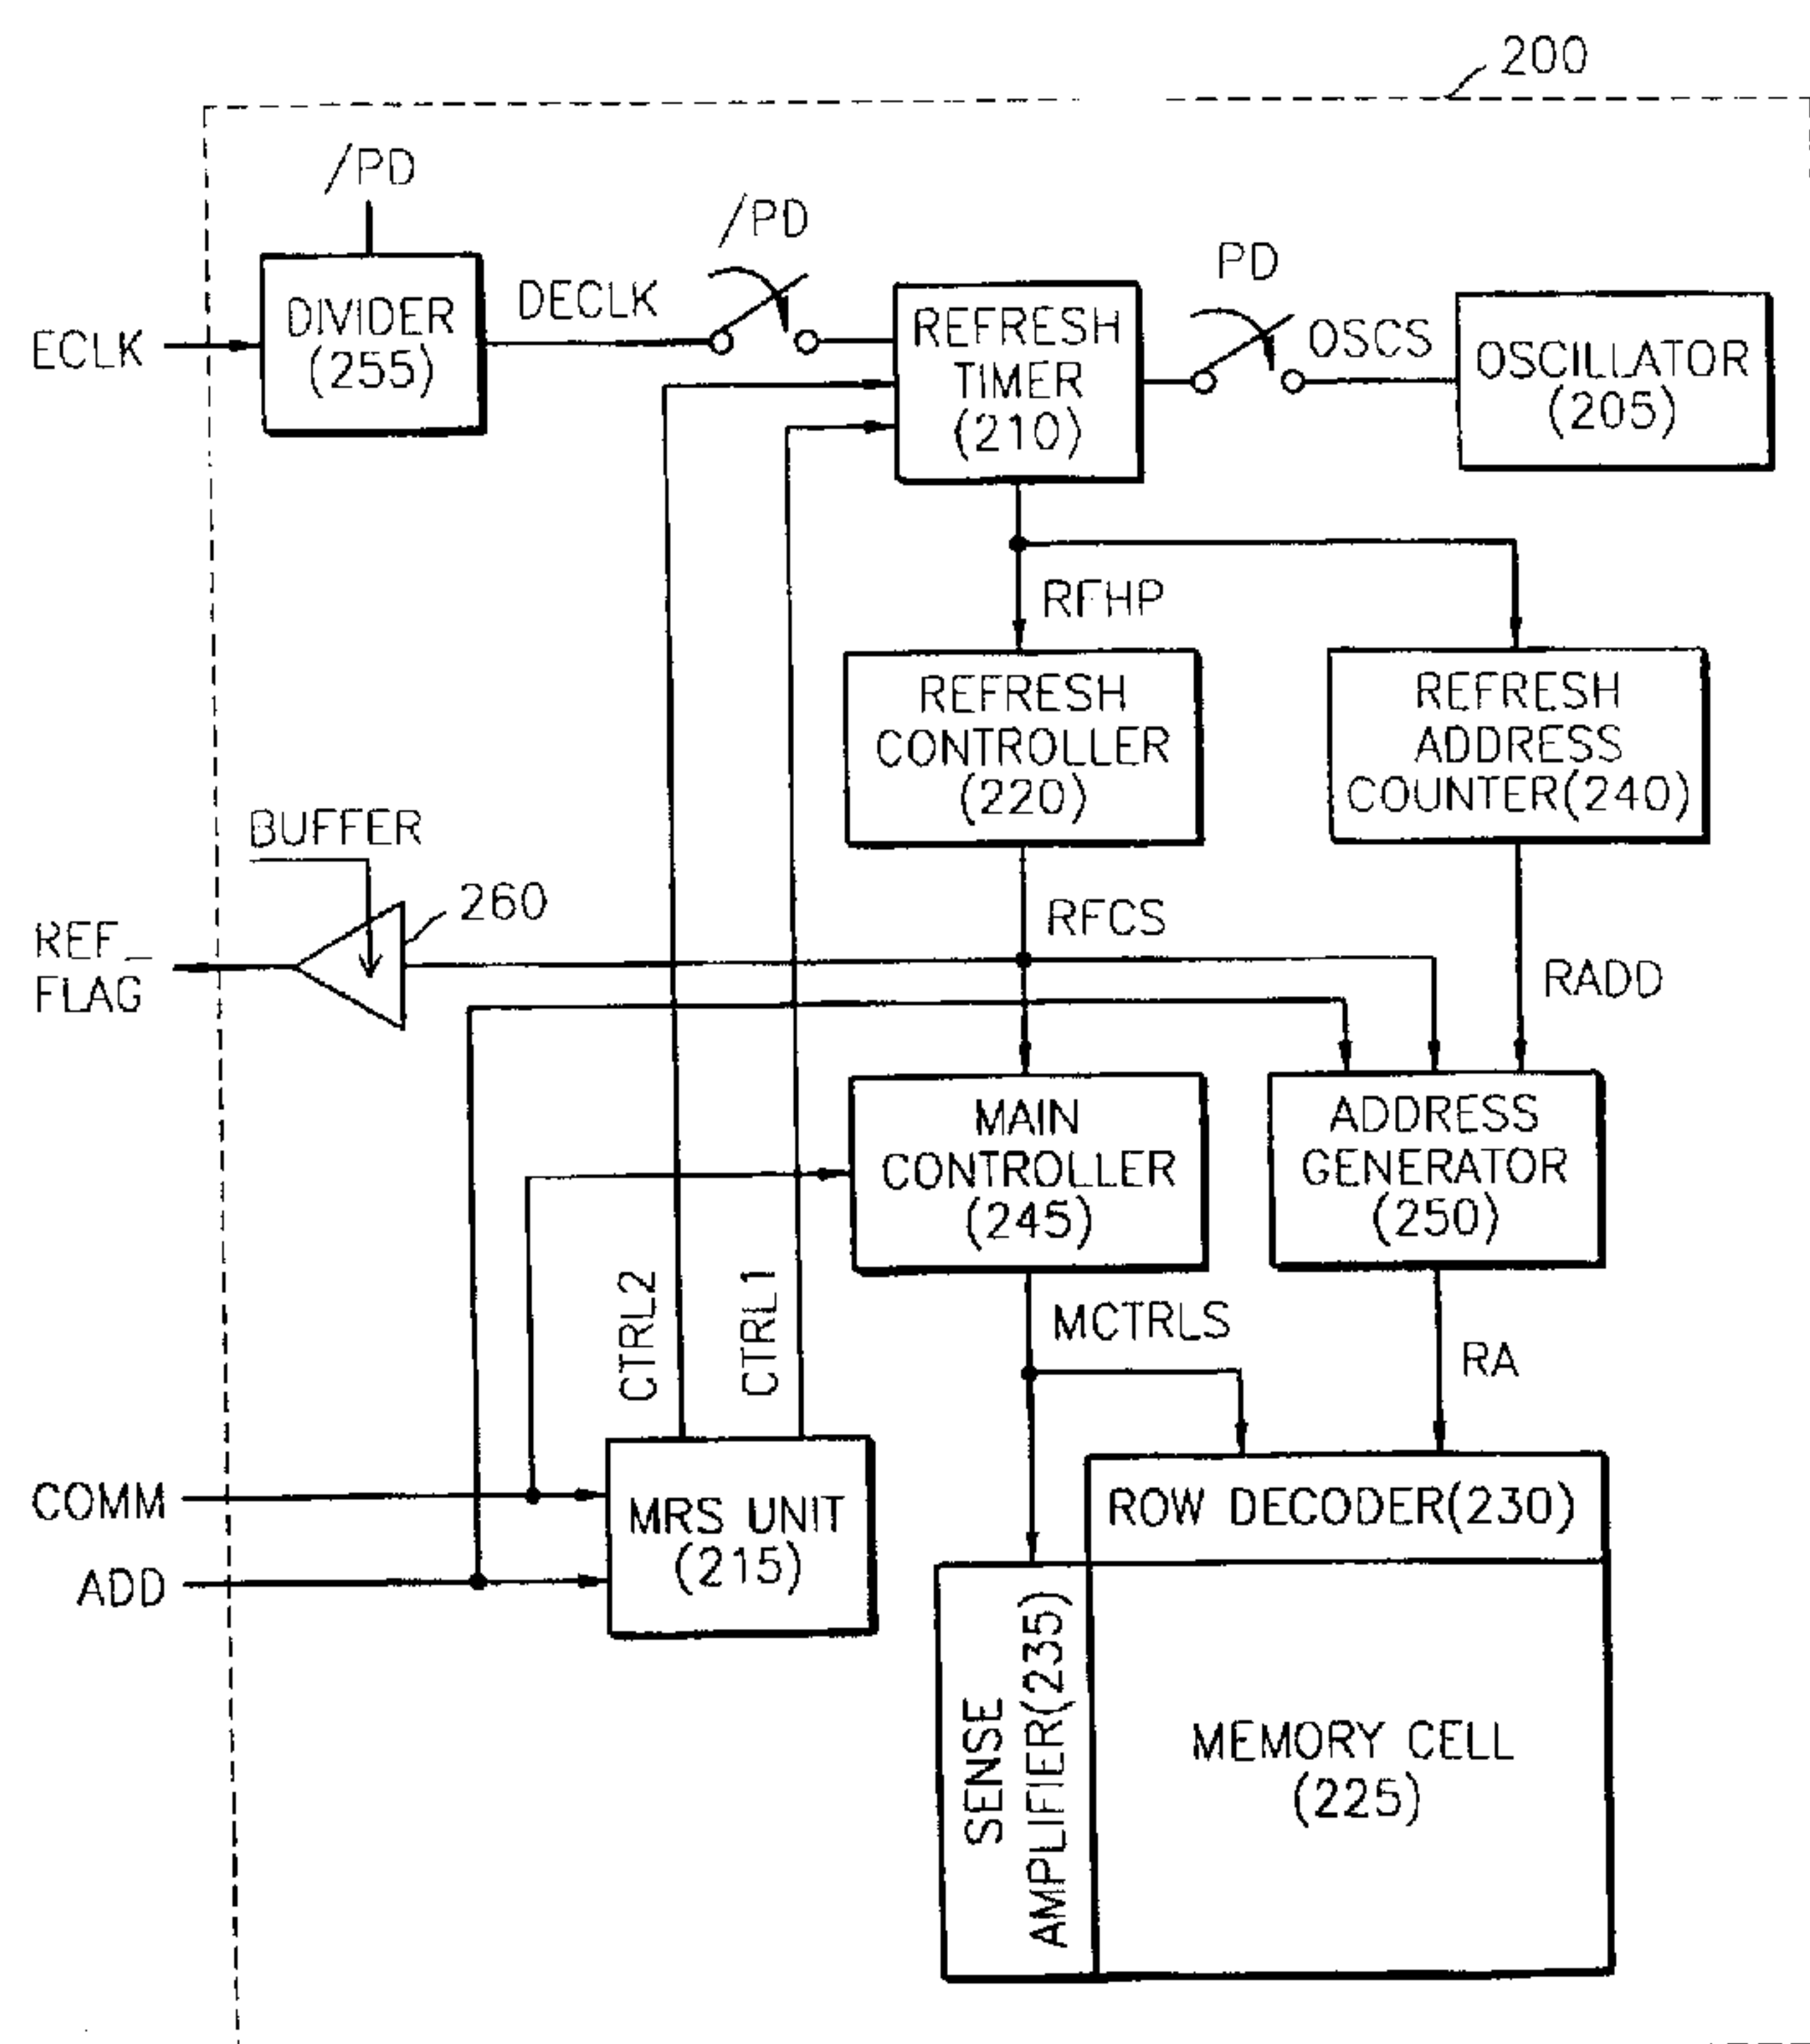 200
/PD
/PD
PD
ECLK
DIVIDER
(255)
DECLK
REFRESH
TIMER
(210)
OSCS
OSCILLATOR
(205)
RFHP
REFRESH
CONTROLLER
(220)
REFRESH
ADDRESS
COUNTER(240)
BUFFER
260
REF_
FLAG
RFCS
RADD
MAIN
CONTROLLER
(245)
ADDRESS
GENERATOR
(250)
CTRL2
CTRL1
MCTRLS
RA
COMM
ADD
MRS UNIT
(215)
ROW DECODER(230)
SENSE
AMPLIFIER(235)
MEMORY CELL
(225)